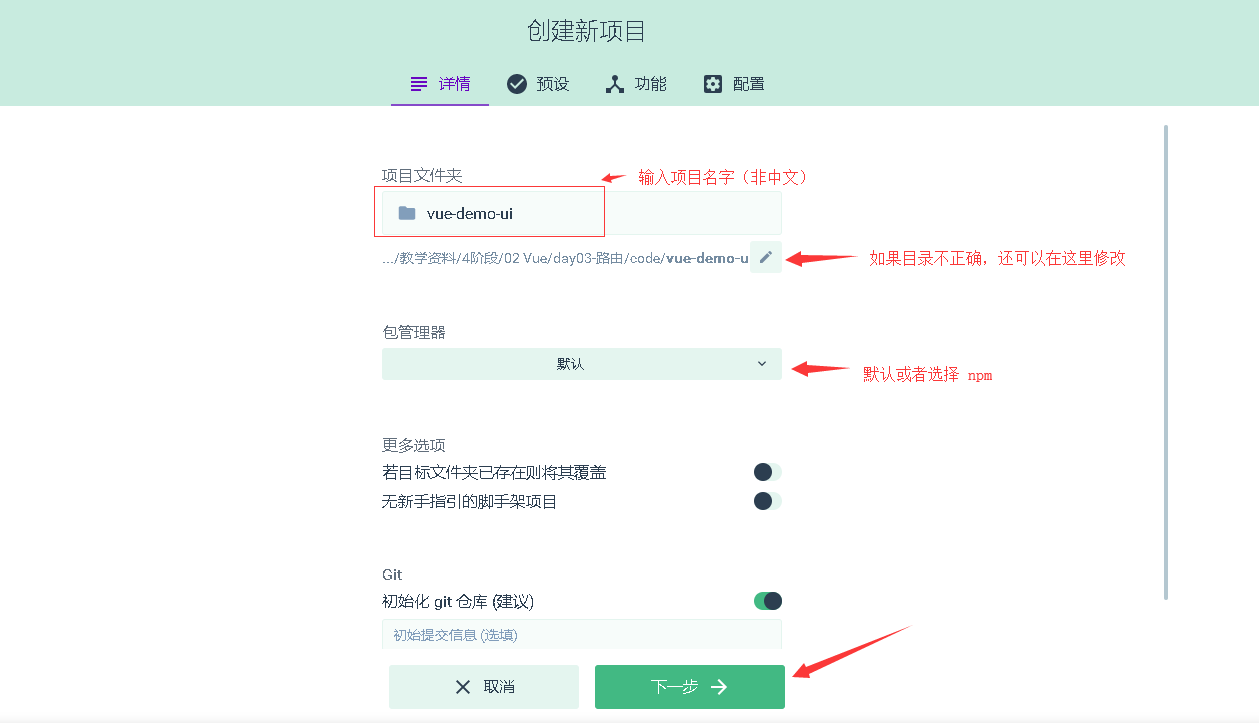 创建新项目
详情 预设 功能 配置
项目文件夹 输入项目名字（非中文）
vue-demo-ui
.../教学资料/4阶段/02 Vue/day03-路由/code/vue-demo-u 如果目录不正确，还可以在这里修改
包管理器
默认 默认或者选择 npm
更多选项
若目标文件夹已存在则将其覆盖
无新手指引的脚手架项目
Git
初始化 git 仓库 (建议)
初始提交信息 (选填)
取消 下一步